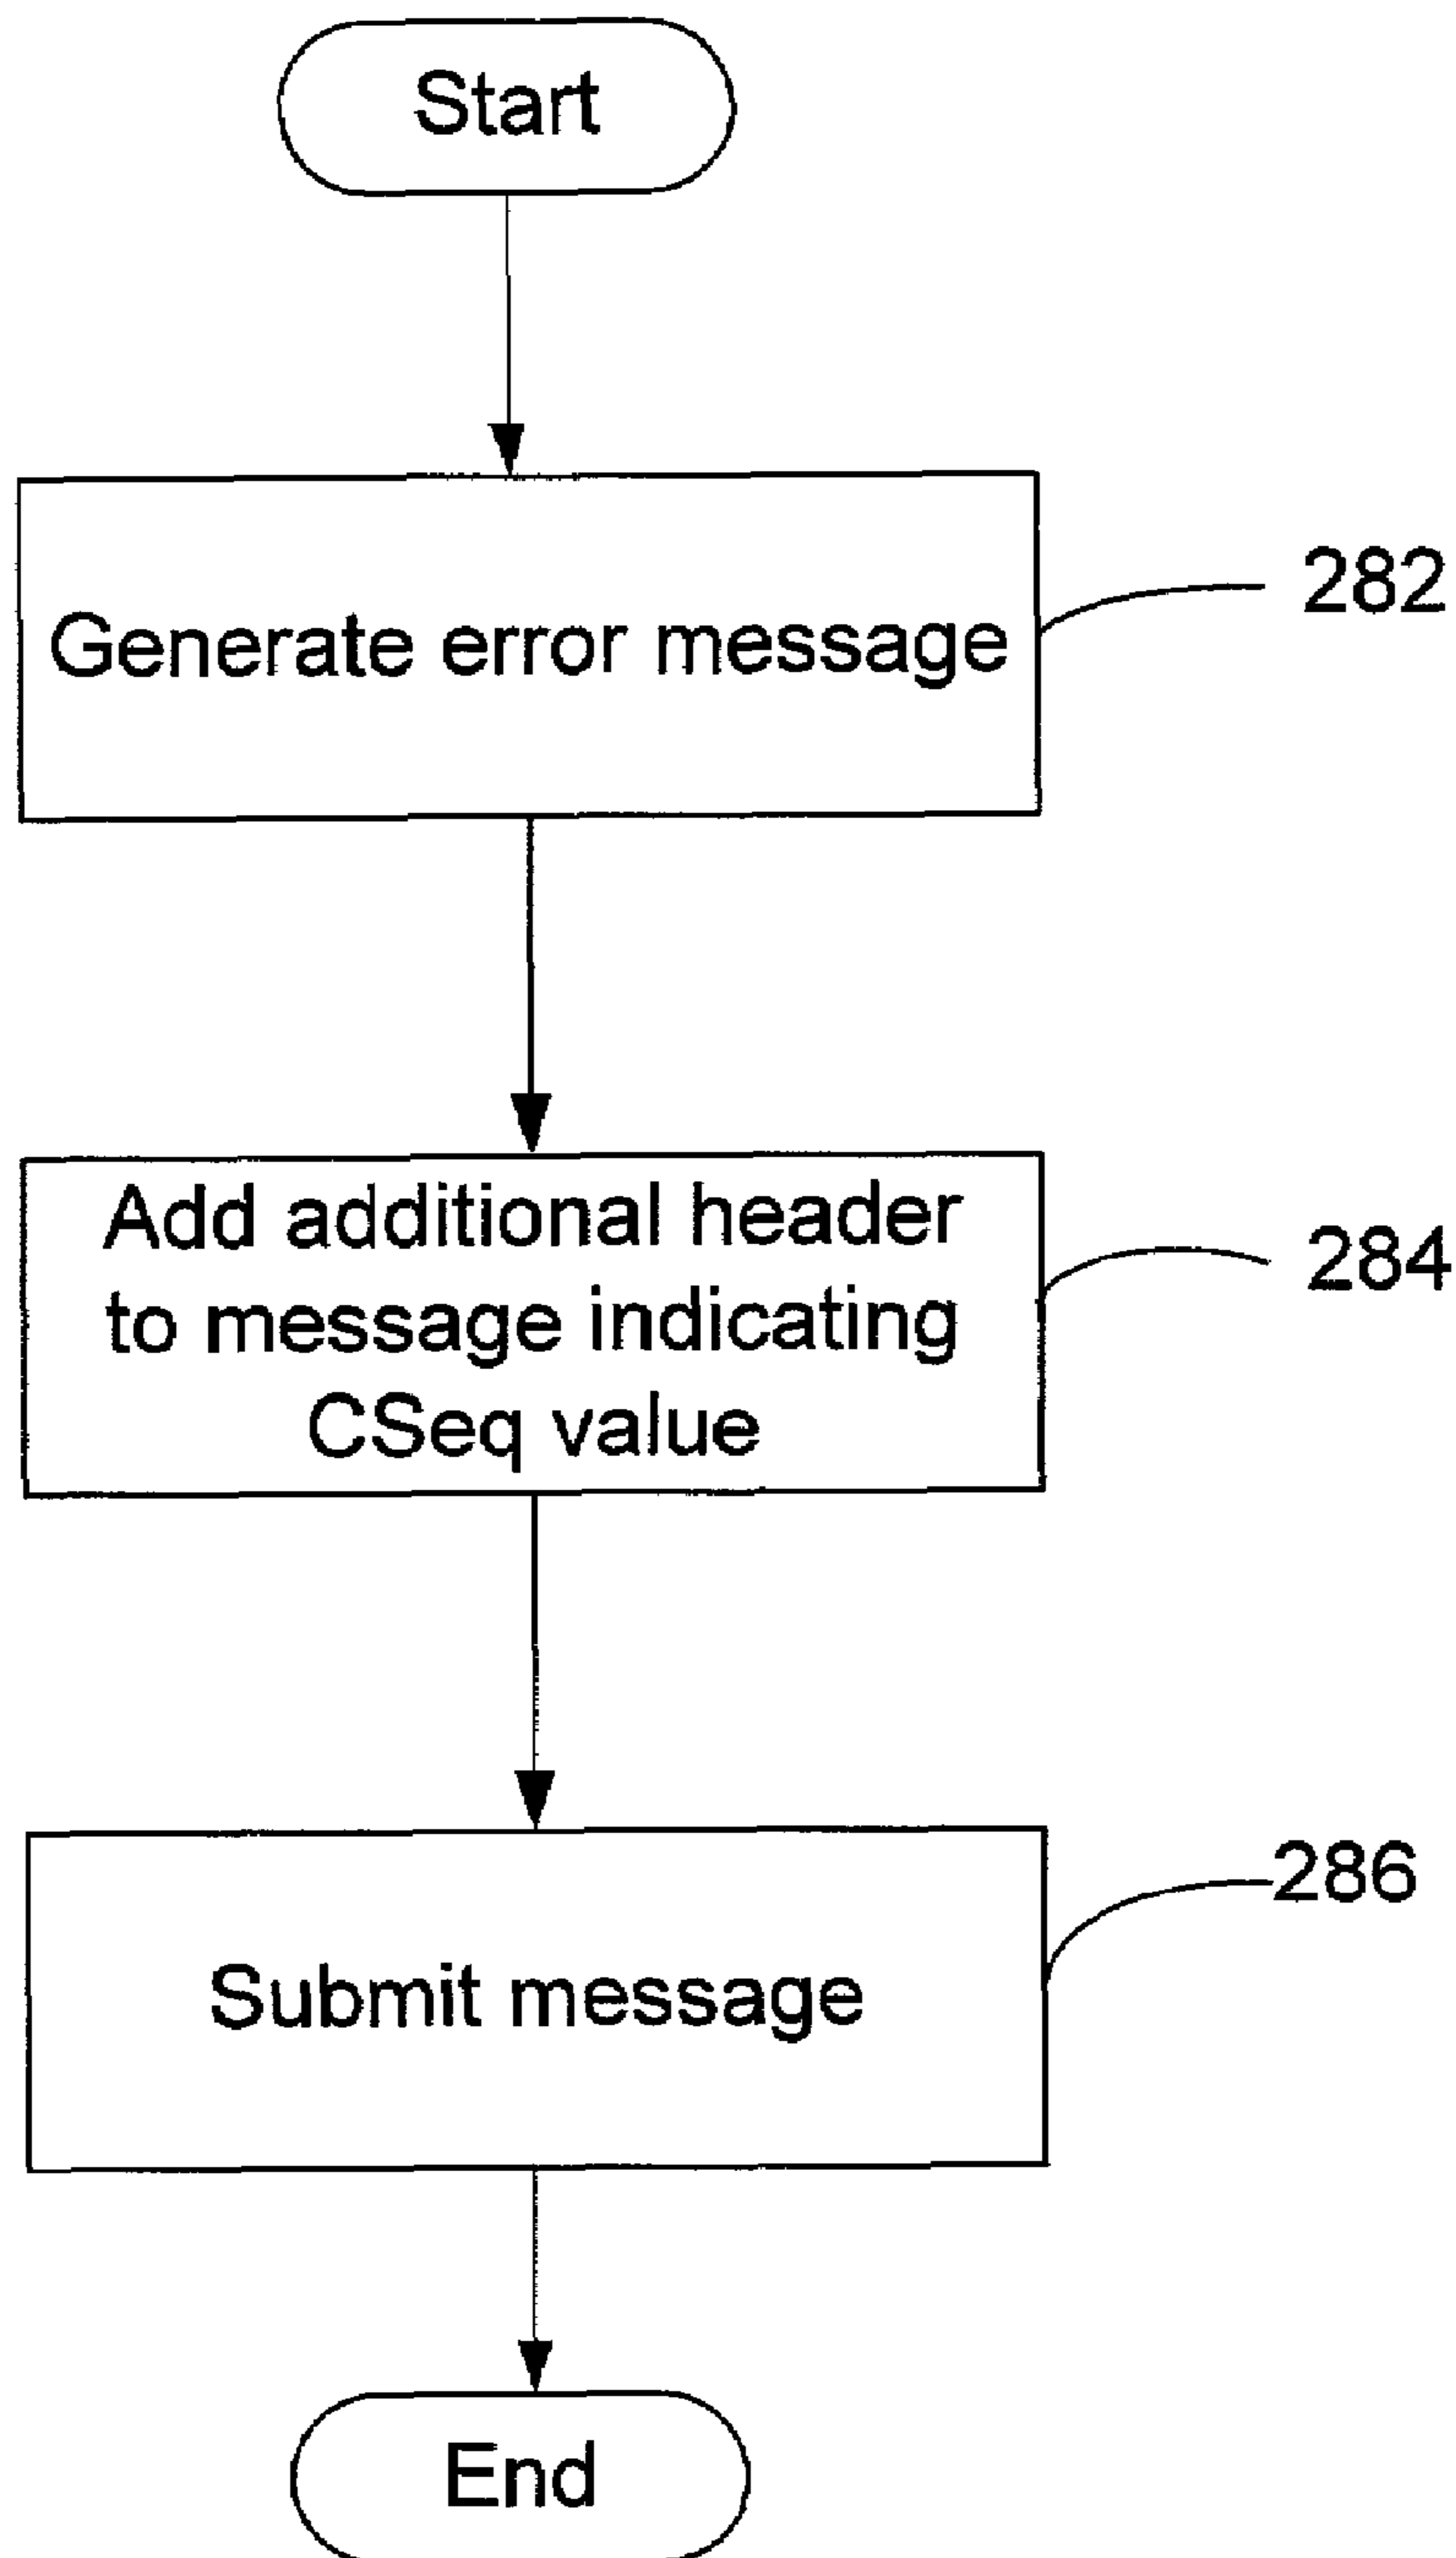 Start
Generate error message
282
Add additional header
to message indicating
CSeq value
284
Submit message
286
End